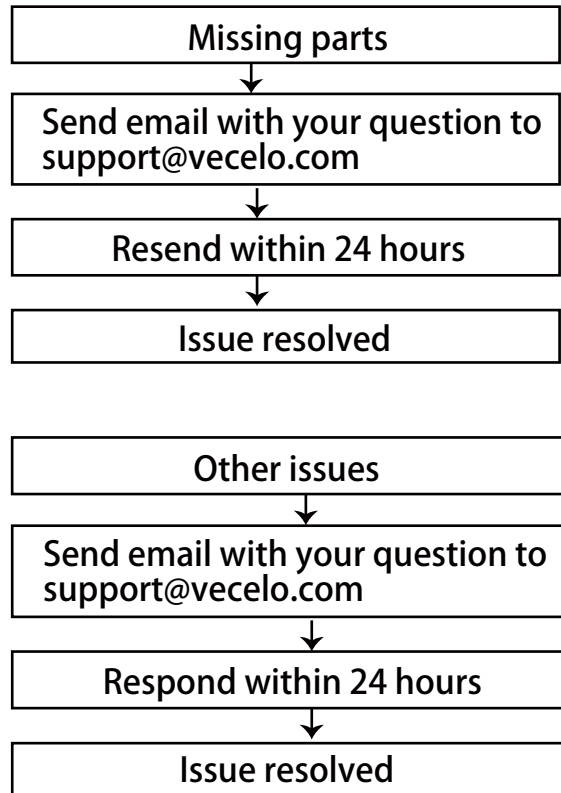 Missing parts
Send email with your question to
support@vecelo.com
Resend within 24 hours
Issue resolved
Other issues
Send email with your question to
support@vecelo.com
Respond within 24 hours
Issue resolved